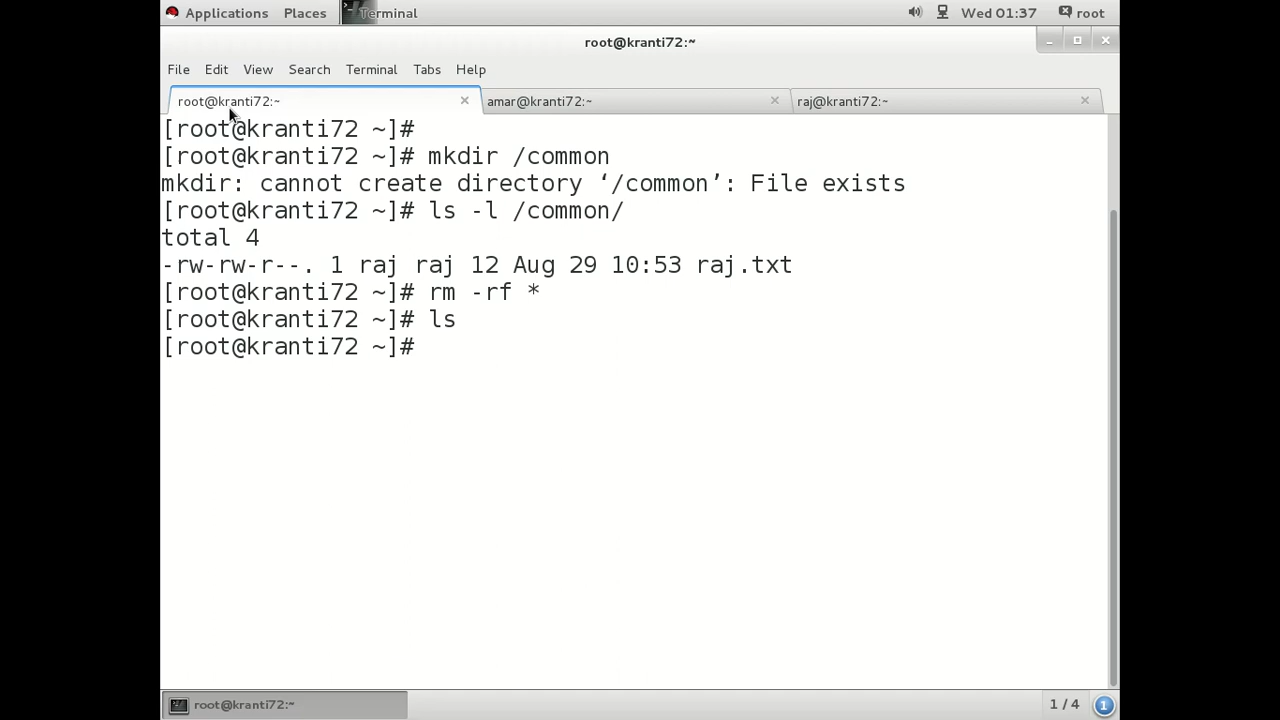 Applications Places Terminal Wed 01:37 root
root@kranti72:~
File Edit View Search Terminal Tabs Help
root@kranti72:~ amar@kranti72:~ raj@kranti72:~
[root@kranti72 ~]#
[root@kranti72 ~]# mkdir /common
mkdir: cannot create directory ‘/common’: File exists
[root@kranti72 ~]# ls -l /common/
total 4
-rw-rw-r--. 1 raj raj 12 Aug 29 10:53 raj.txt
[root@kranti72 ~]# rm -rf *
[root@kranti72 ~]# ls
[root@kranti72 ~]#
root@kranti72:~ 1 / 4 1